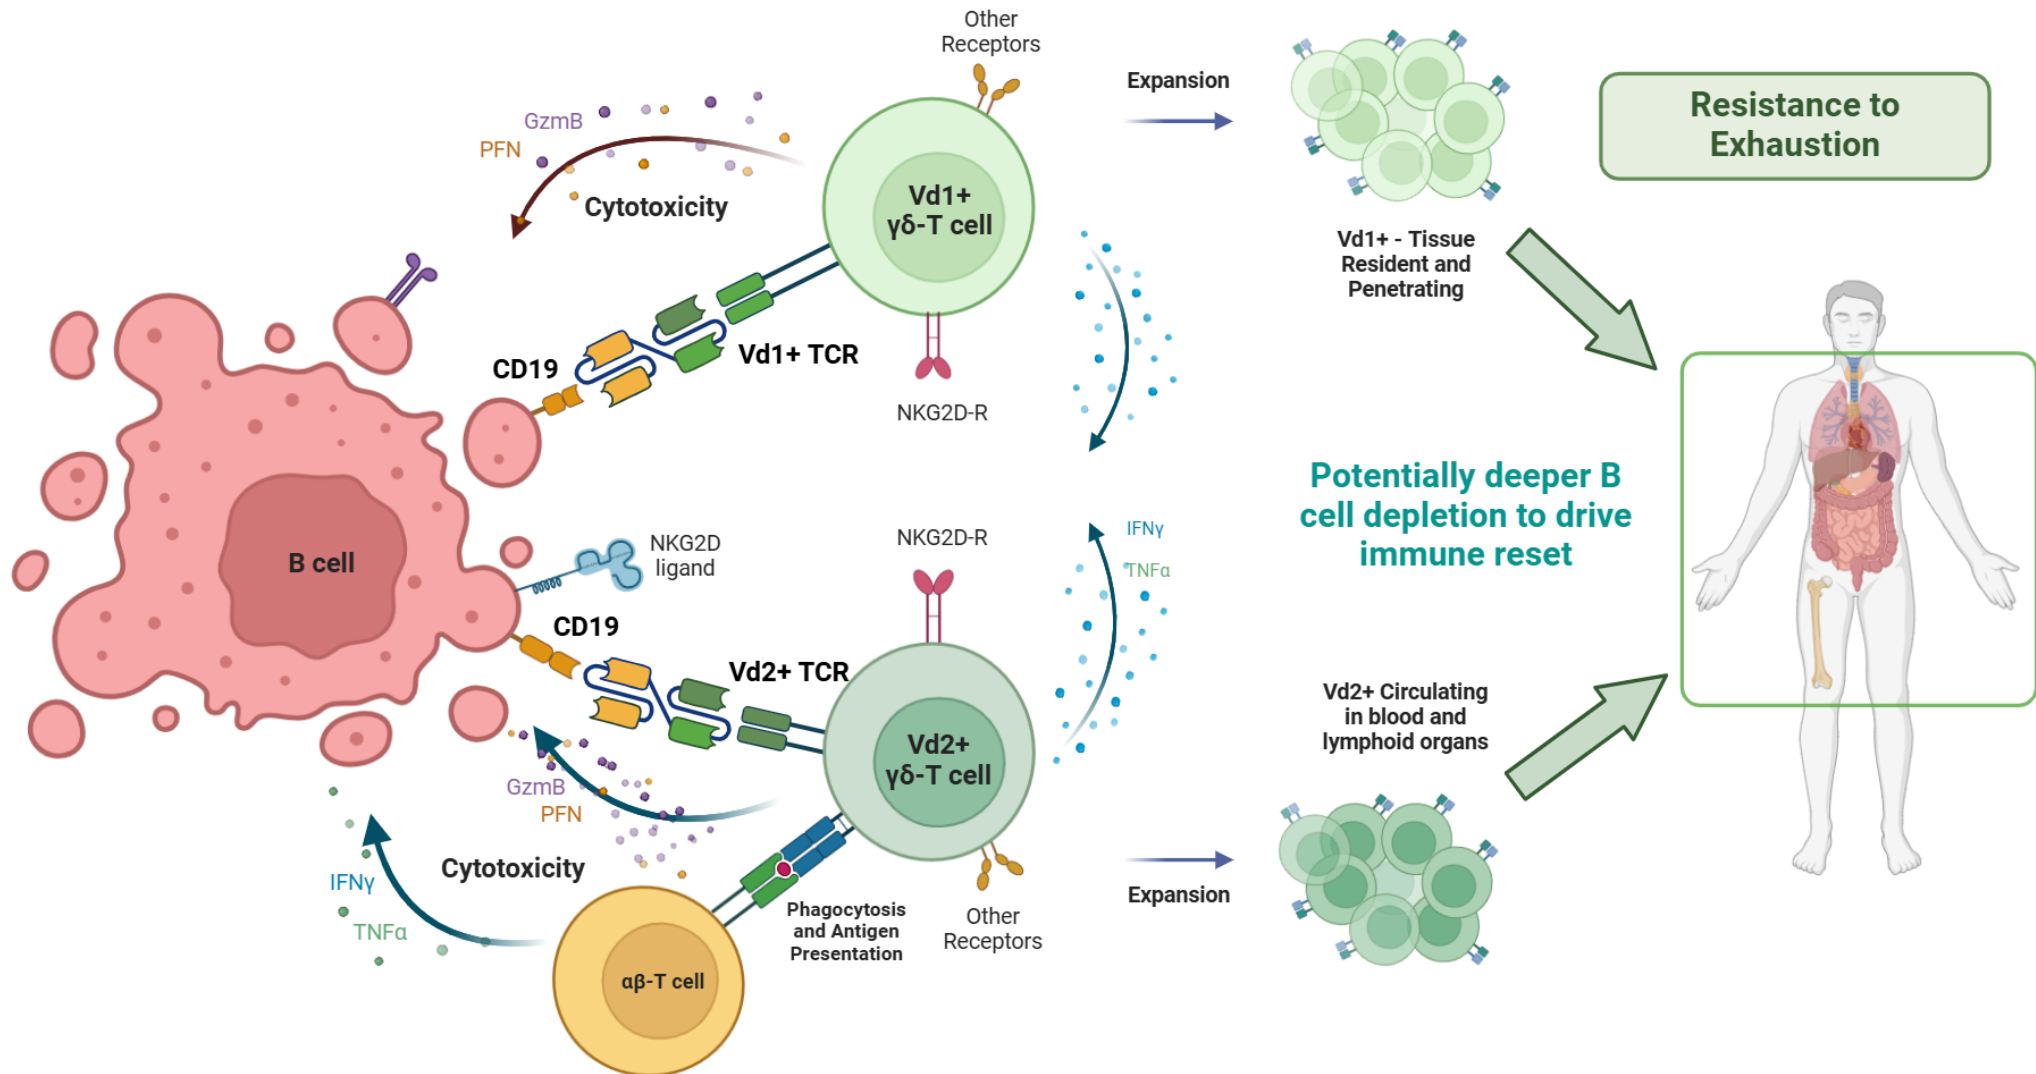 Other
Receptors
Expansion
Resistance to
Exhaustion
GzmB
PFN
Cytotoxicity
Vd1+
γδ-T cell
Vd1+ - Tissue
Resident and
Penetrating
CD19
Vd1+ TCR
NKG2D-R
Potentially deeper B
cell depletion to drive
immune reset
B cell
NKG2D
ligand
NKG2D-R
IFNγ
TNFα
CD19
Vd2+ TCR
Vd2+
γδ-T cell
Vd2+ Circulating
in blood and
lymphoid organs
GzmB
PFN
Cytotoxicity
IFNγ
TNFα
Phagocytosis
and Antigen
Presentation
Other
Receptors
Expansion
αβ-T cell